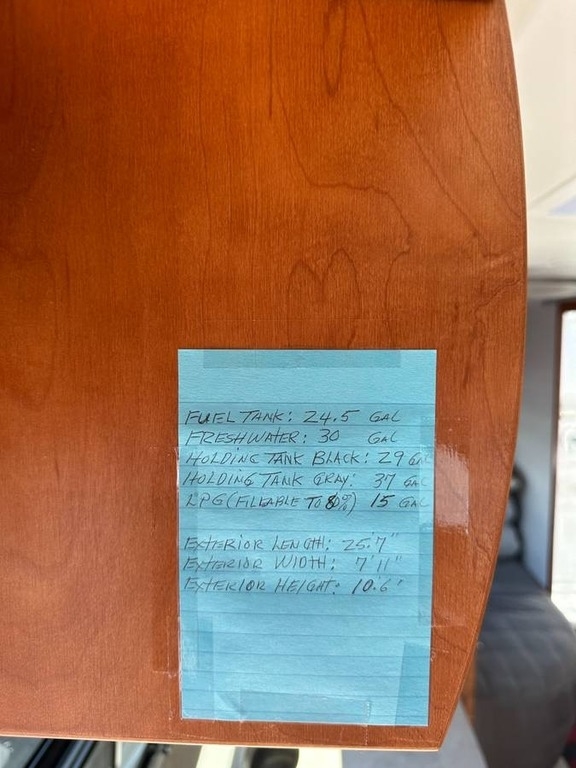 FUEL TANK: 24.5 GAL
FRESHWATER: 30 GAL
HOLDING TANK BLACK: 29 GAL
HOLDING TANK GRAY: 37 GAL
LPG (FILLABLE TO 80%) 15 GAL
EXTERIOR LENGTH: 25'7"
EXTERIOR WIDTH: 7'11"
EXTERIOR HEIGHT: 10.6"